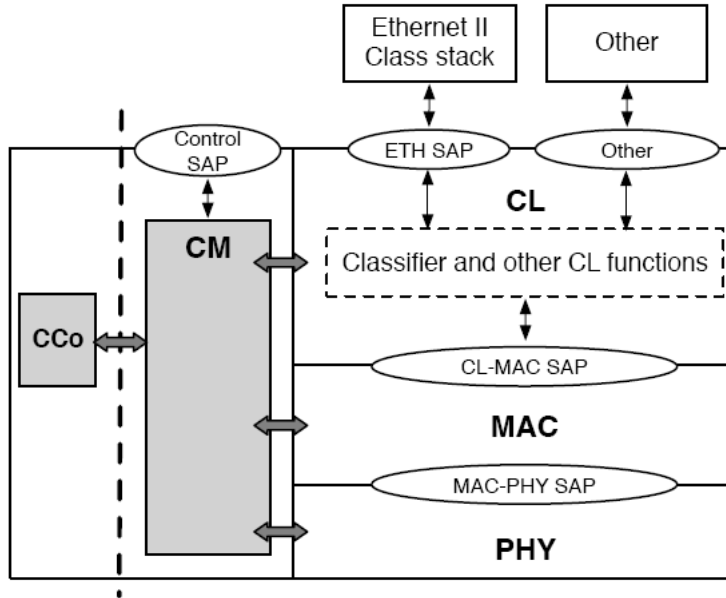 Ethernet II
Class stack
Other
Control
SAP
ETH SAP
Other
CL
CM
Classifier and other CL functions
CCo
CL-MAC SAP
MAC
MAC-PHY SAP
PHY